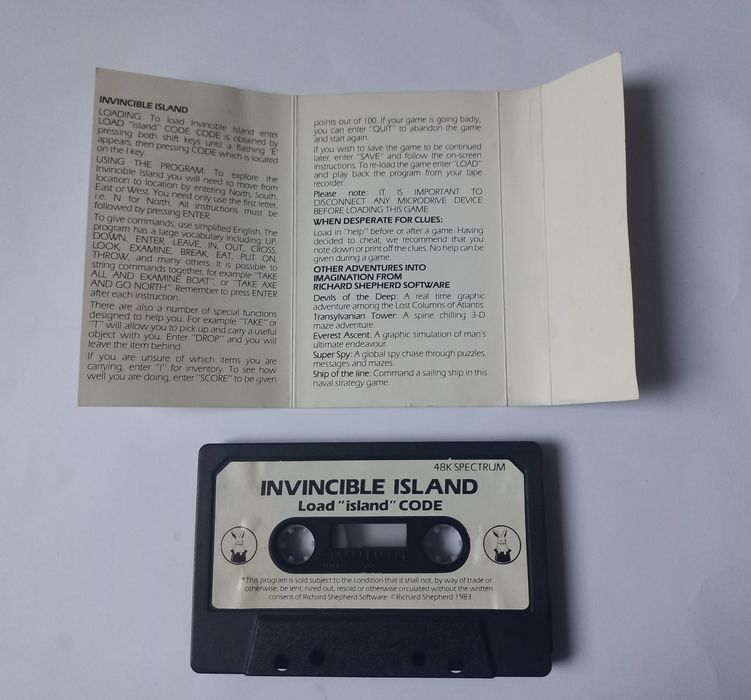 INVINCIBLE ISLAND
LOADING: To load Invincible Island enter
LOAD "island" CODE. CODE is obtained by
pressing both shift keys until a flashing 'E'
appears, then pressing CODE which is located
on the I key.
USING THE PROGRAM: To explore the
Invincible Island you will need to move from
location to location by entering North, South,
East or West. You need only use the first letter,
i.e. N for North. All instructions must be
followed by pressing ENTER.
To give commands, use simplified English. The
program has a large vocabulary including: UP,
DOWN, ENTER, LEAVE, IN, OUT, CROSS,
LOOK, EXAMINE, BREAK, EAT, PUT ON,
THROW, and many others. It is possible to
string commands together, for example "TAKE
ALL AND EXAMINE BOAT", or "TAKE AXE
AND GO NORTH". Remember to press ENTER
after each instruction.
There are also a number of special functions
designed to help you. For example "TAKE" or
"T" will allow you to pick up and carry a useful
object with you. Enter "DROP" and you will
leave the item behind.
If you are unsure of which items you are
carrying, enter "I" for inventory. To see how
well you are doing, enter "SCORE" to be given
points out of 100. If your game is going badly,
you can enter "QUIT" to abandon the game
and start again.
If you wish to save the game to be continued
later, enter "SAVE" and follow the on-screen
instructions. To re-load the game enter "LOAD"
and play back the program from your tape
recorder.
Please note: IT IS IMPORTANT TO
DISCONNECT ANY MICRODRIVE DEVICE
BEFORE LOADING THIS GAME.
WHEN DESPERATE FOR CLUES:
Load in "help" before or after a game. Having
decided to cheat, we recommend that you
note down or print off the clues. No help can be
given during a game.
OTHER ADVENTURES INTO
IMAGINATION FROM
RICHARD SHEPHERD SOFTWARE
Devils of the Deep: A real time graphic
adventure among the Lost Columns of Atlantis.
Transylvanian Tower: A spine chilling 3-D
maze adventure.
Everest Ascent: A graphic simulation of man's
ultimate endeavour.
Super Spy: A global spy chase through puzzles,
messages and mazes.
Ship of the line: Command a sailing ship in this
naval strategy game.
48K SPECTRUM
INVINCIBLE ISLAND
Load "island" CODE
*This program is sold subject to the condition that it shall not, by way of trade or
otherwise, be lent, hired out, resold or otherwise circulated without the written
consent of Richard Shepherd Software © Richard Shepherd 1983